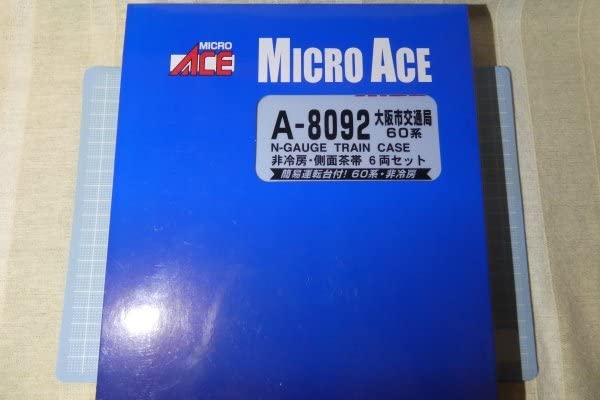 MICRO
ACE
MICRO ACE
A-8092 大阪市交通局
60系
N-GAUGE TRAIN CASE
非冷房・側面茶帯 6両セット
簡易運転台付! 60系・非冷房